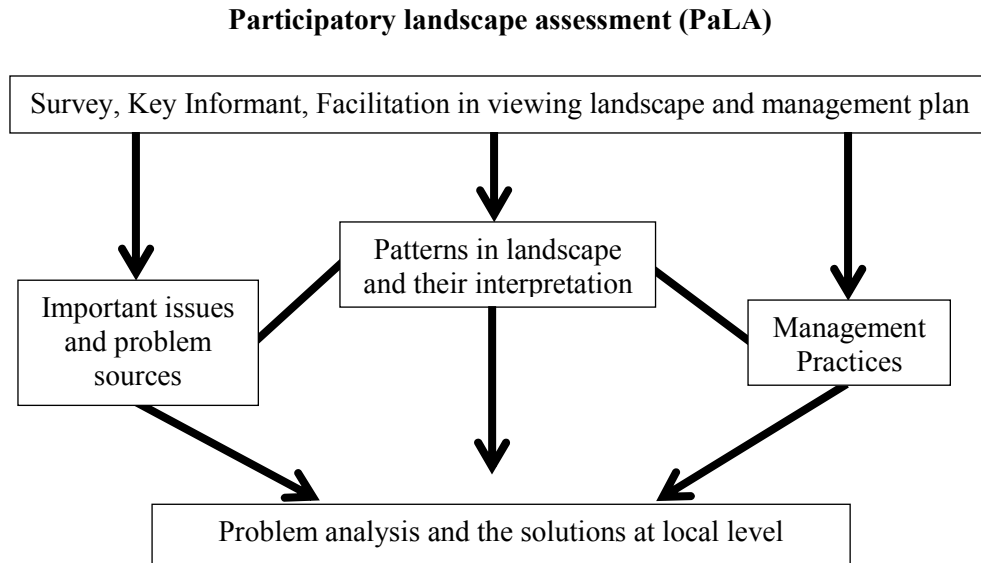 Participatory landscape assessment (PaLA)
Survey, Key Informant, Facilitation in viewing landscape and management plan
Patterns in landscape
and their interpretation
Important issues
and problem
sources
Management
Practices
Problem analysis and the solutions at local level